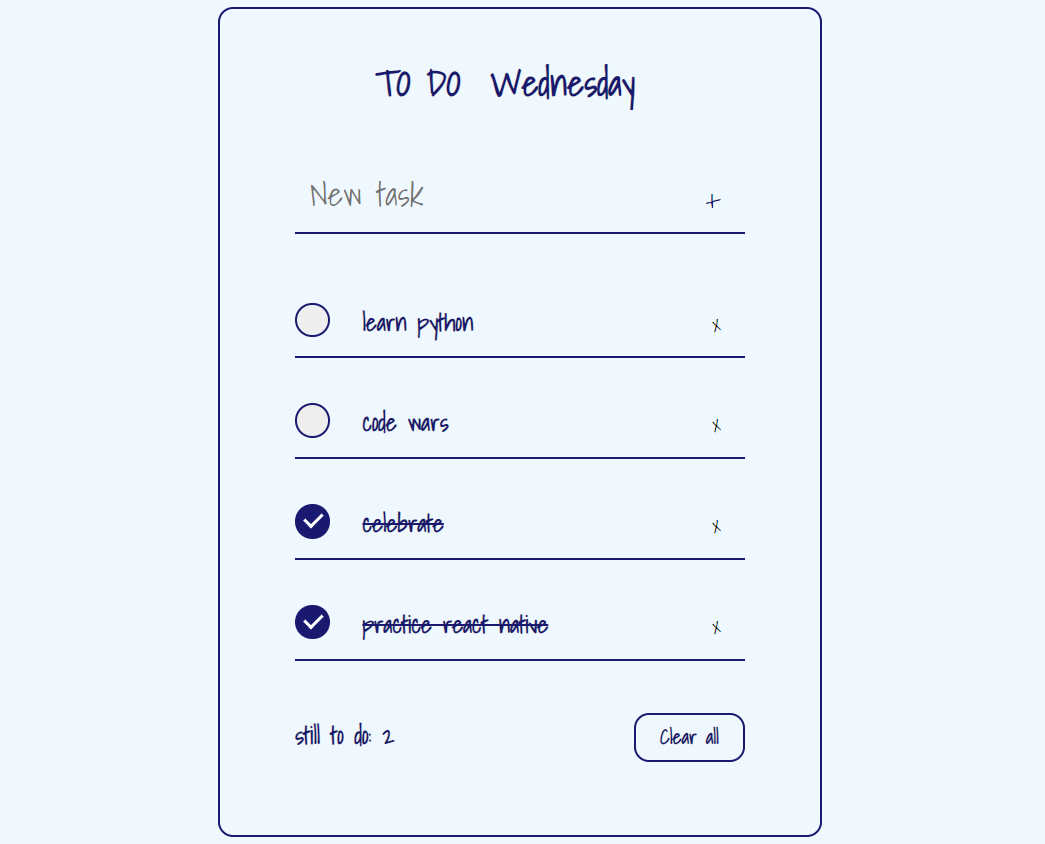 TO DO Wednesday
New task +
learn python x
code wars x
celebrate x
practice react native x
still to do: 2 Clear all